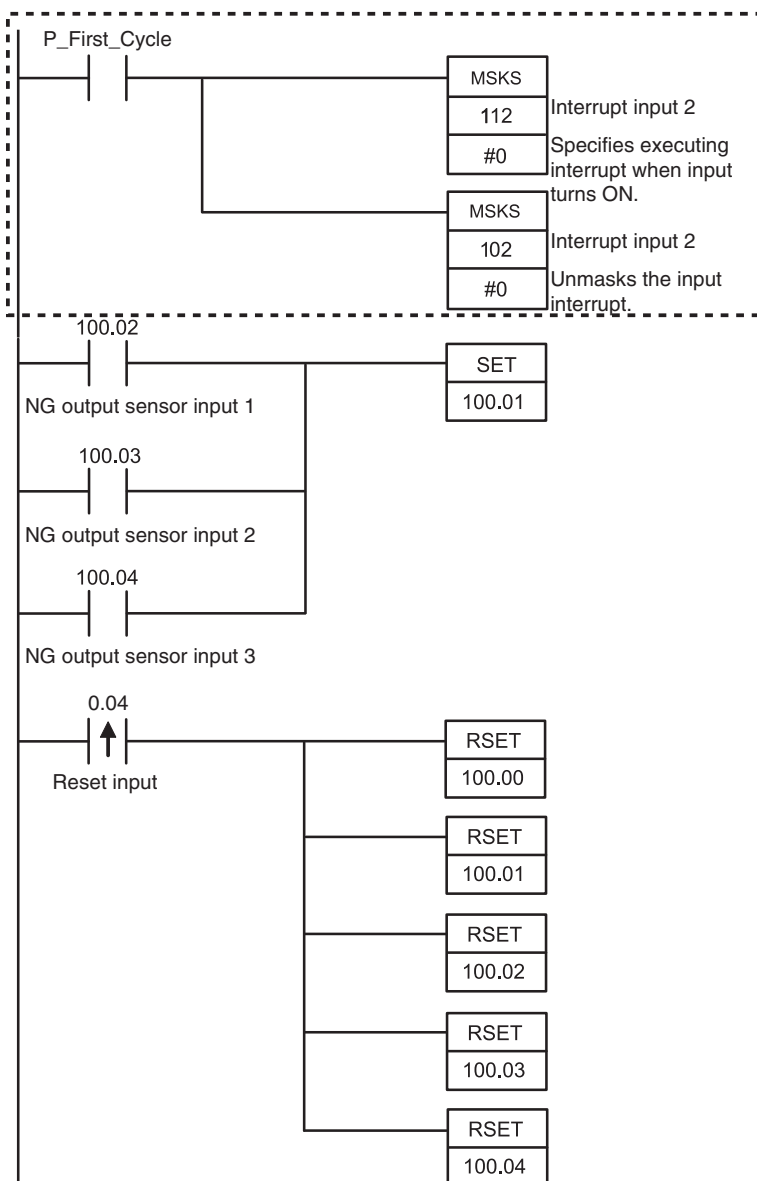 P_First_Cycle
MSKS
112
Interrupt input 2
#0
Specifies executing
interrupt when input
turns ON.
MSKS
102
Interrupt input 2
#0
Unmasks the input
interrupt.
100.02
NG output sensor input 1
SET
100.01
100.03
NG output sensor input 2
100.04
NG output sensor input 3
0.04
Reset input
RSET
100.00
RSET
100.01
RSET
100.02
RSET
100.03
RSET
100.04